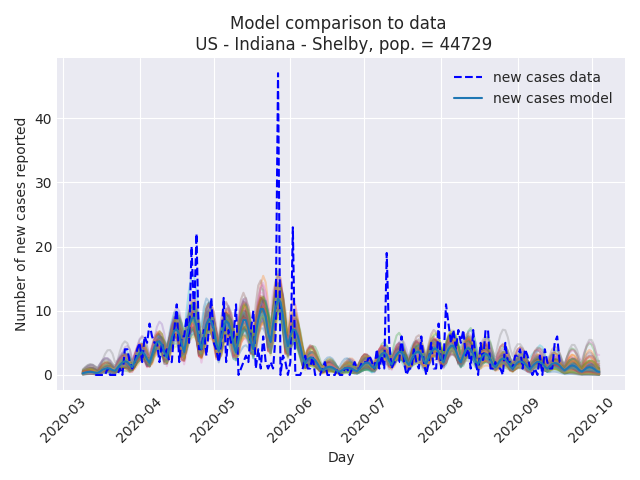 Model comparison to data
US - Indiana - Shelby, pop. = 44729
new cases data
new cases model
Number of new cases reported
40
30
20
10
0
2020-03
2020-04
2020-05
2020-06
2020-07
2020-08
2020-09
2020-10
Day